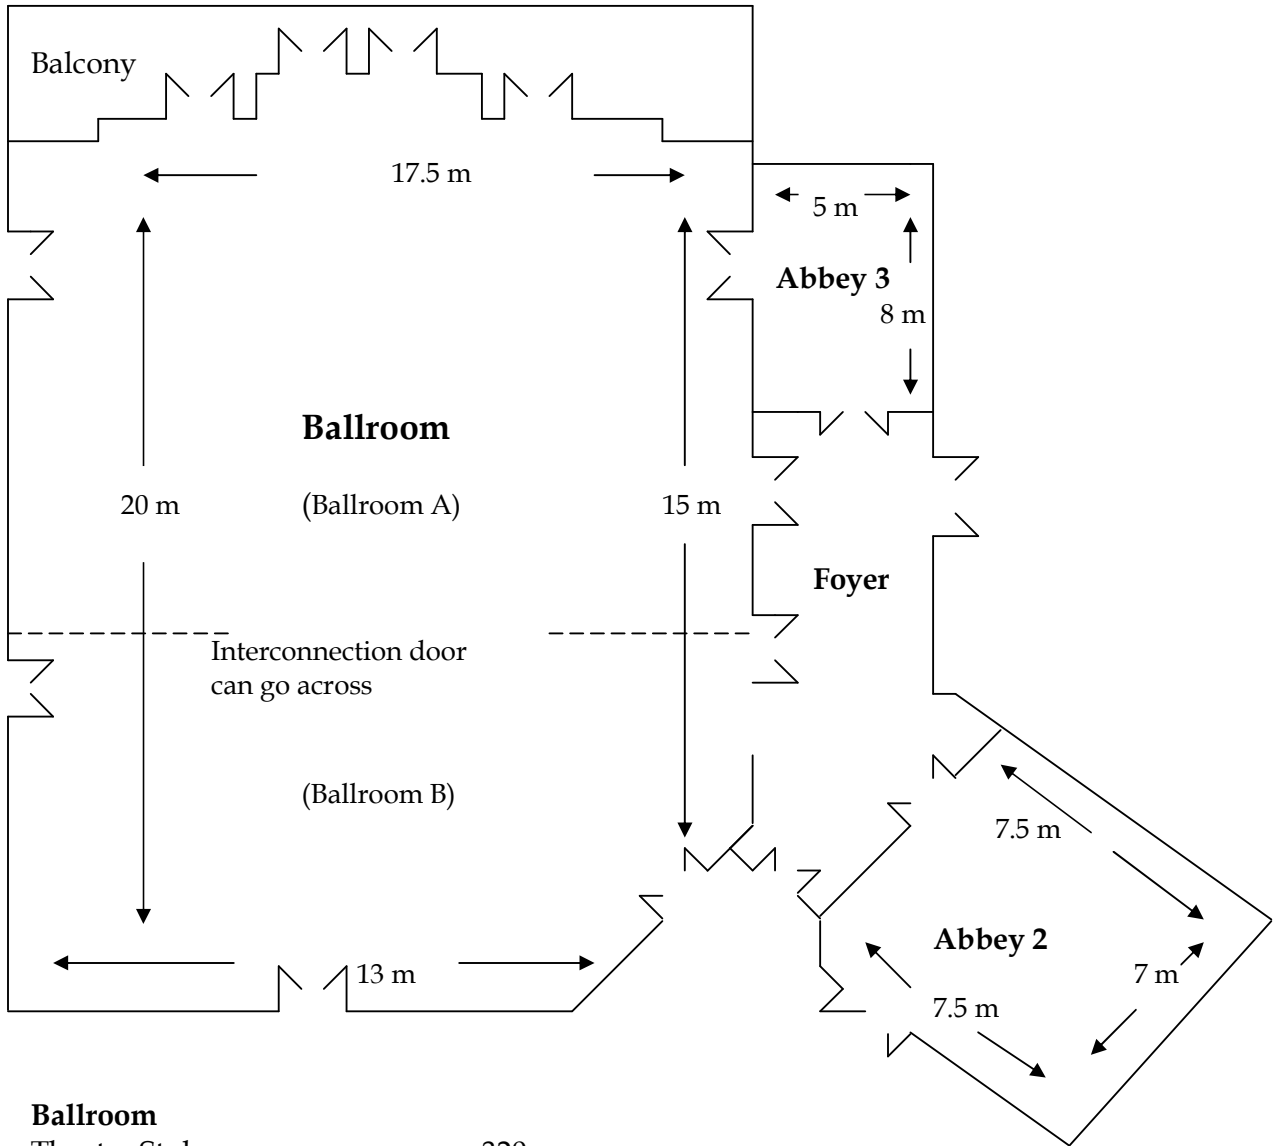 Balcony
17.5 m
5 m
Abbey 3
8 m
Ballroom
20 m
(Ballroom A)
15 m
Foyer
Interconnection door
can go across
(Ballroom B)
7.5 m
Abbey 2
13 m
7 m
7.5 m
Ballroom